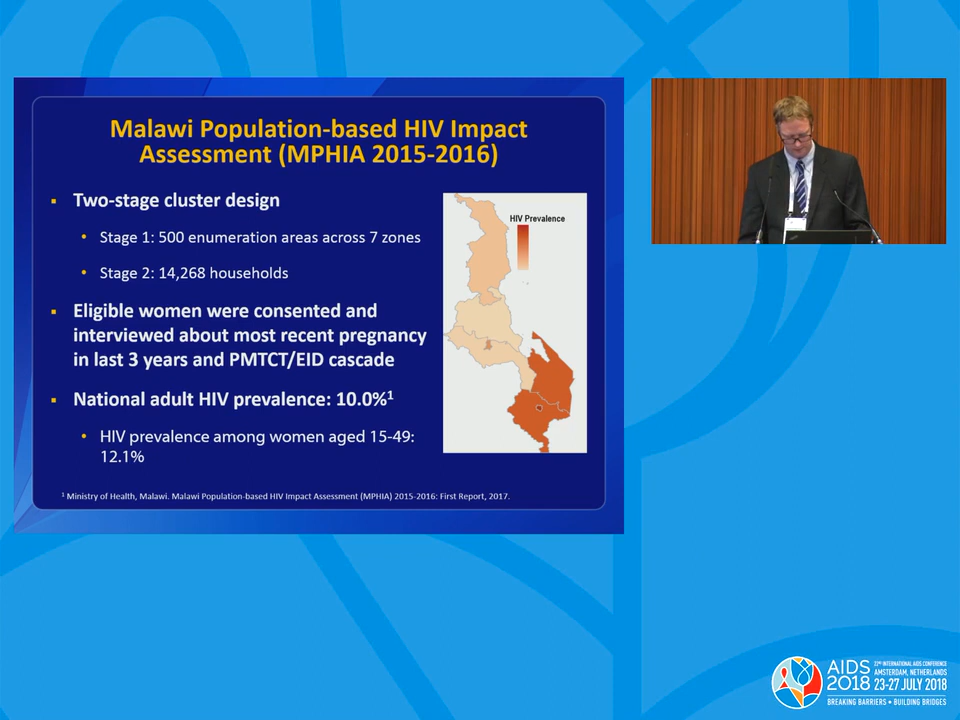 Malawi Population-based HIV Impact
Assessment (MPHIA 2015-2016)
▪ Two-stage cluster design
• Stage 1: 500 enumeration areas across 7 zones
• Stage 2: 14,268 households
▪ Eligible women were consented and
interviewed about most recent pregnancy
in last 3 years and PMTCT/EID cascade
▪ National adult HIV prevalence: 10.0%¹
• HIV prevalence among women aged 15-49:
12.1%
HIV Prevalence
¹ Ministry of Health, Malawi. Malawi Population-based HIV Impact Assessment (MPHIA) 2015-2016: First Report, 2017.
AIDS
2018
22ND INTERNATIONAL AIDS CONFERENCE
AMSTERDAM, NETHERLANDS
23-27 JULY 2018
BREAKING BARRIERS • BUILDING BRIDGES